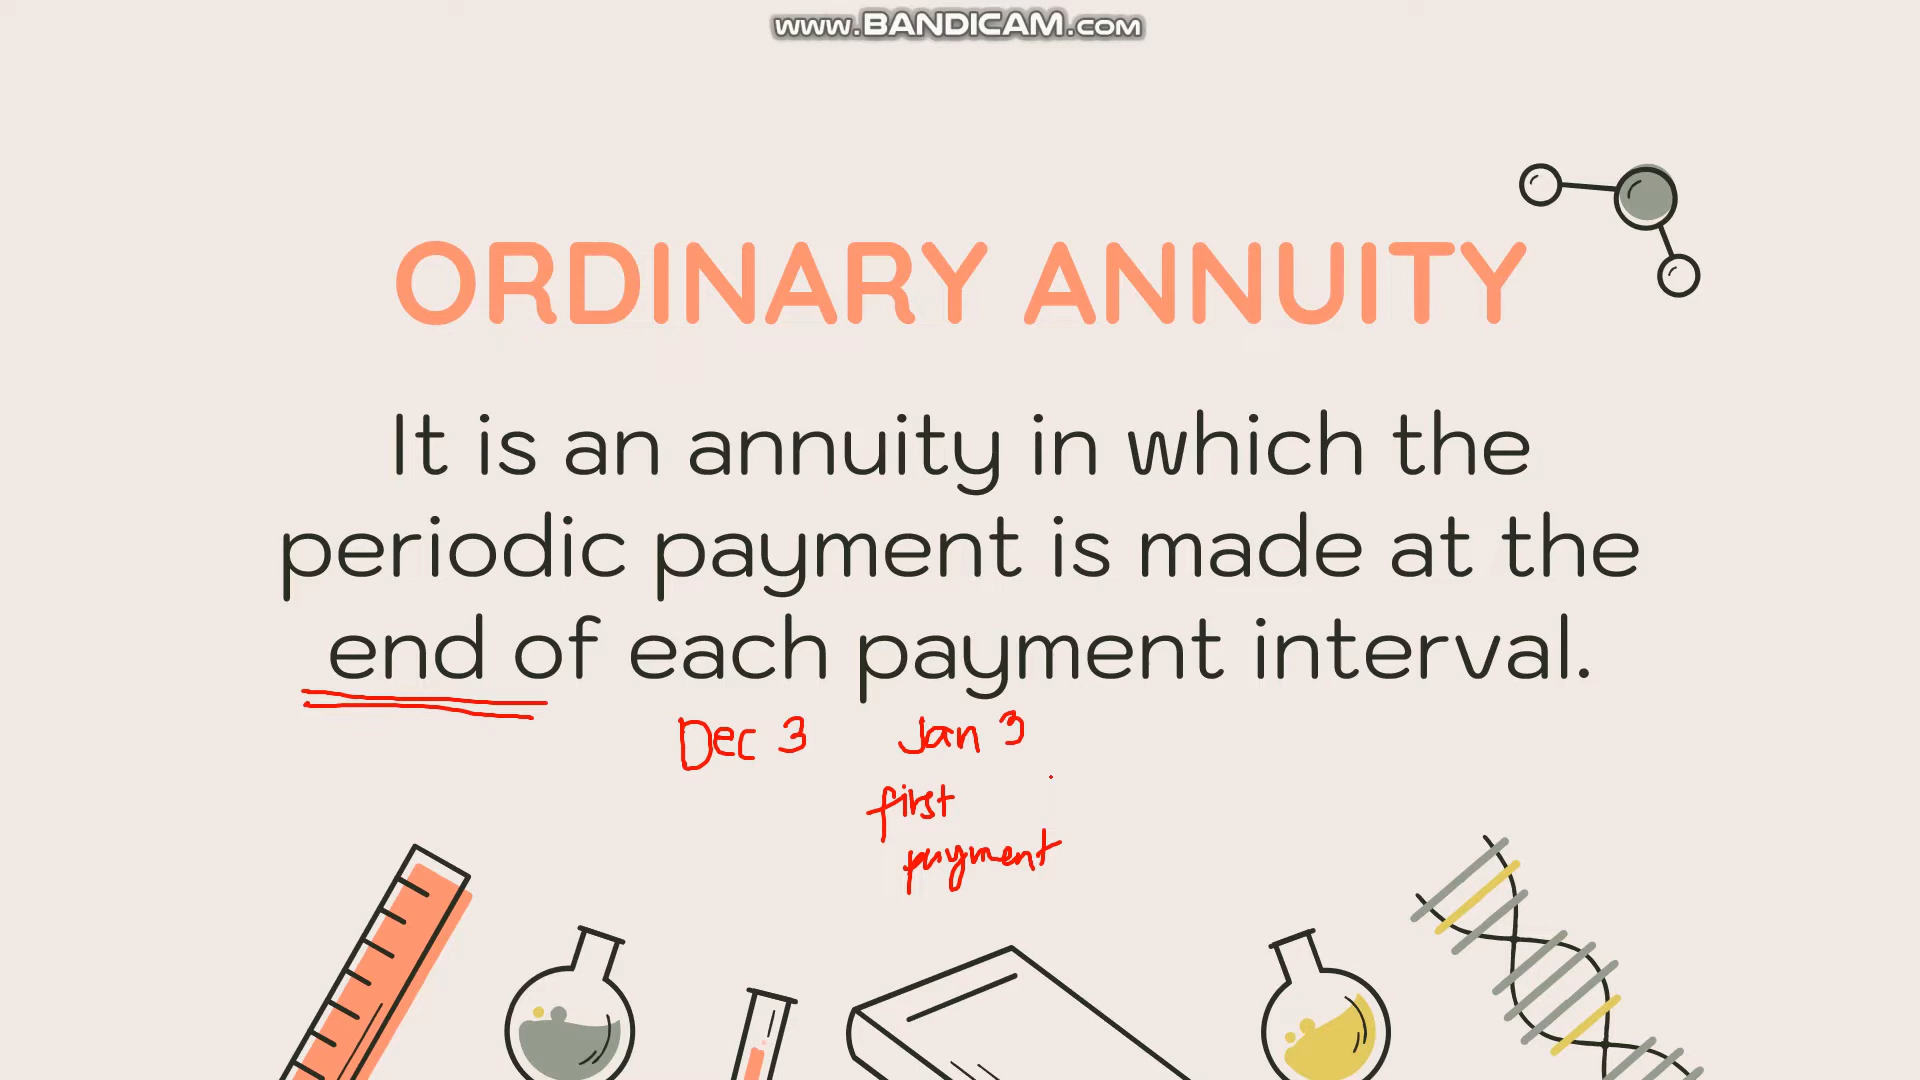 www.BANDICAM.com
ORDINARY ANNUITY
It is an annuity in which the
periodic payment is made at the
end of each payment interval.
Dec 3 Jan 3
first
payment